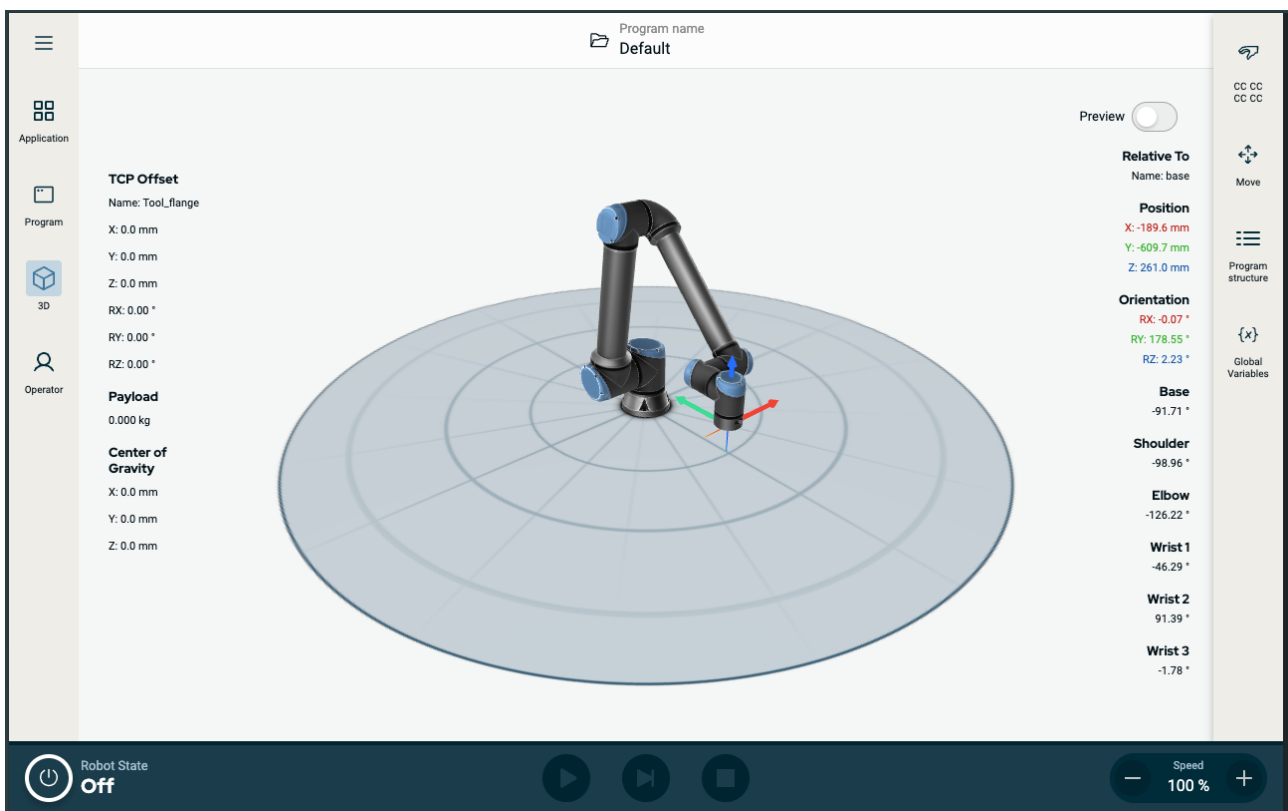 Program name
Default
Application
Program
3D
Operator
TCP Offset
Name: Tool_flange
X: 0.0 mm
Y: 0.0 mm
Z: 0.0 mm
RX: 0.00 °
RY: 0.00 °
RZ: 0.00 °
Payload
0.000 kg
Center of
Gravity
X: 0.0 mm
Y: 0.0 mm
Z: 0.0 mm
Preview
Relative To
Name: base
Position
X: -189.6 mm
Y: -609.7 mm
Z: 261.0 mm
Orientation
RX: -0.07 °
RY: 178.55 °
RZ: 2.23 °
Base
-91.71 °
Shoulder
-98.96 °
Elbow
-126.22 °
Wrist 1
-46.29 °
Wrist 2
91.39 °
Wrist 3
-1.78 °
CC CC
CC CC
Move
Program
structure
{x}
Global
Variables
Robot State
Off
Speed
100 %